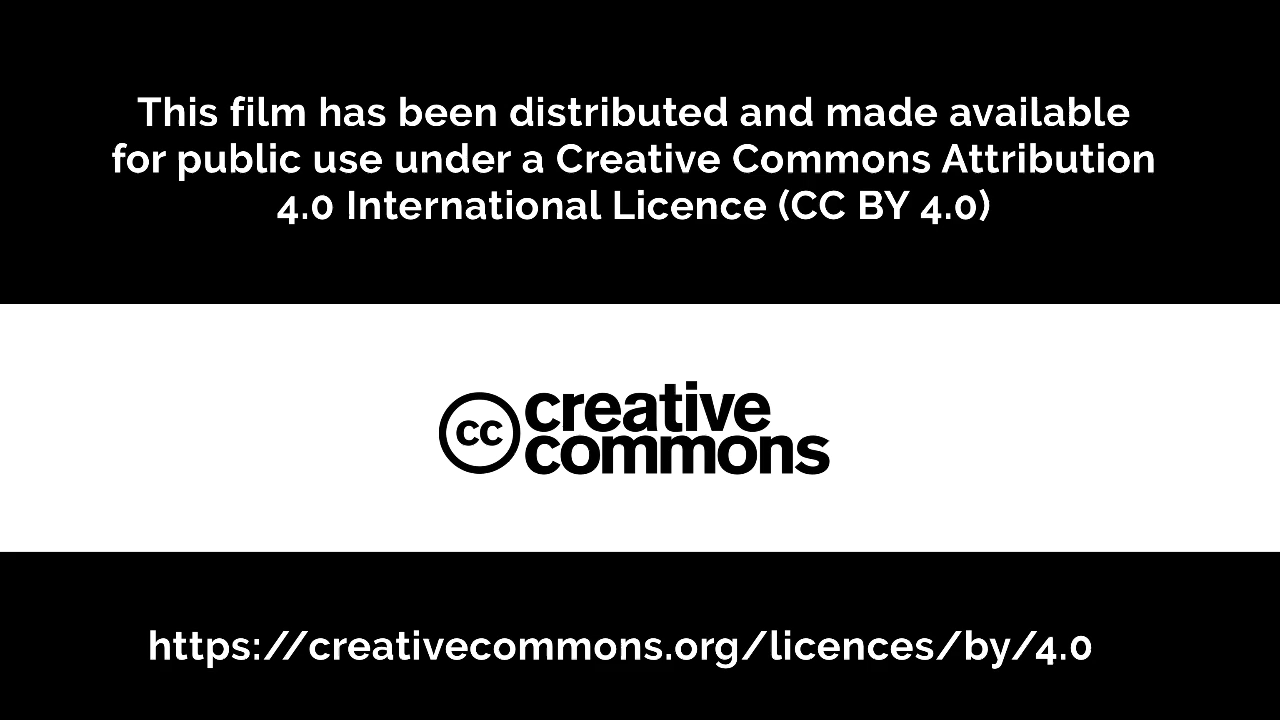 This film has been distributed and made available
for public use under a Creative Commons Attribution
4.0 International Licence (CC BY 4.0)
cc creative
commons
https://creativecommons.org/licences/by/4.0